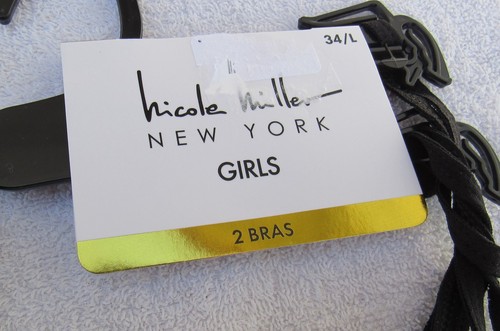 34/L
nicole miller
NEW YORK
GIRLS
2 BRAS